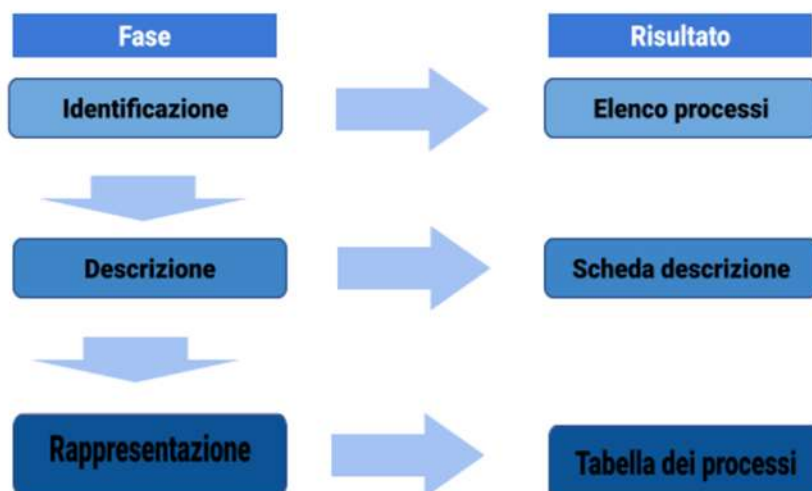 Fase
Risultato
Identificazione
Elenco processi
Descrizione
Scheda descrizione
Rappresentazione
Tabella dei processi